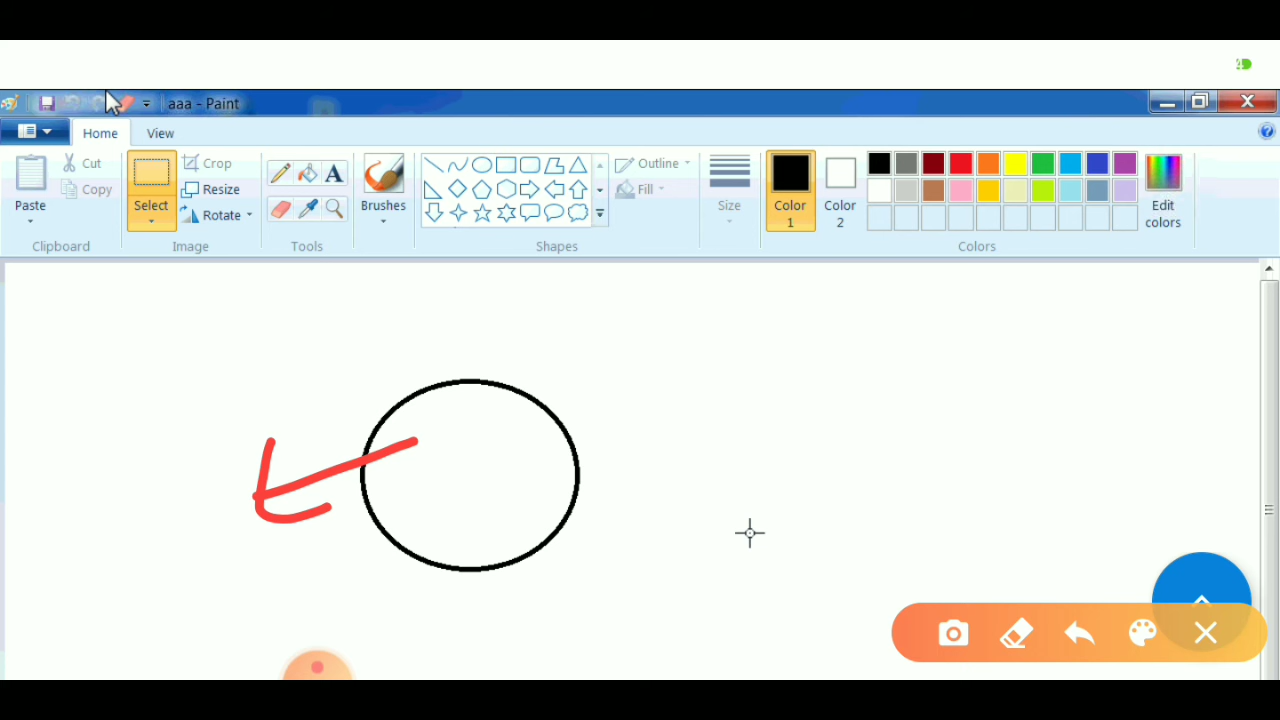 aaa - Paint
Home View
Cut
Copy
Paste
Clipboard
Select
Crop
Resize
Rotate
Image
A
Tools
Brushes
Shapes
Outline
Fill
Size
Color 1
Color 2
Edit colors
Colors